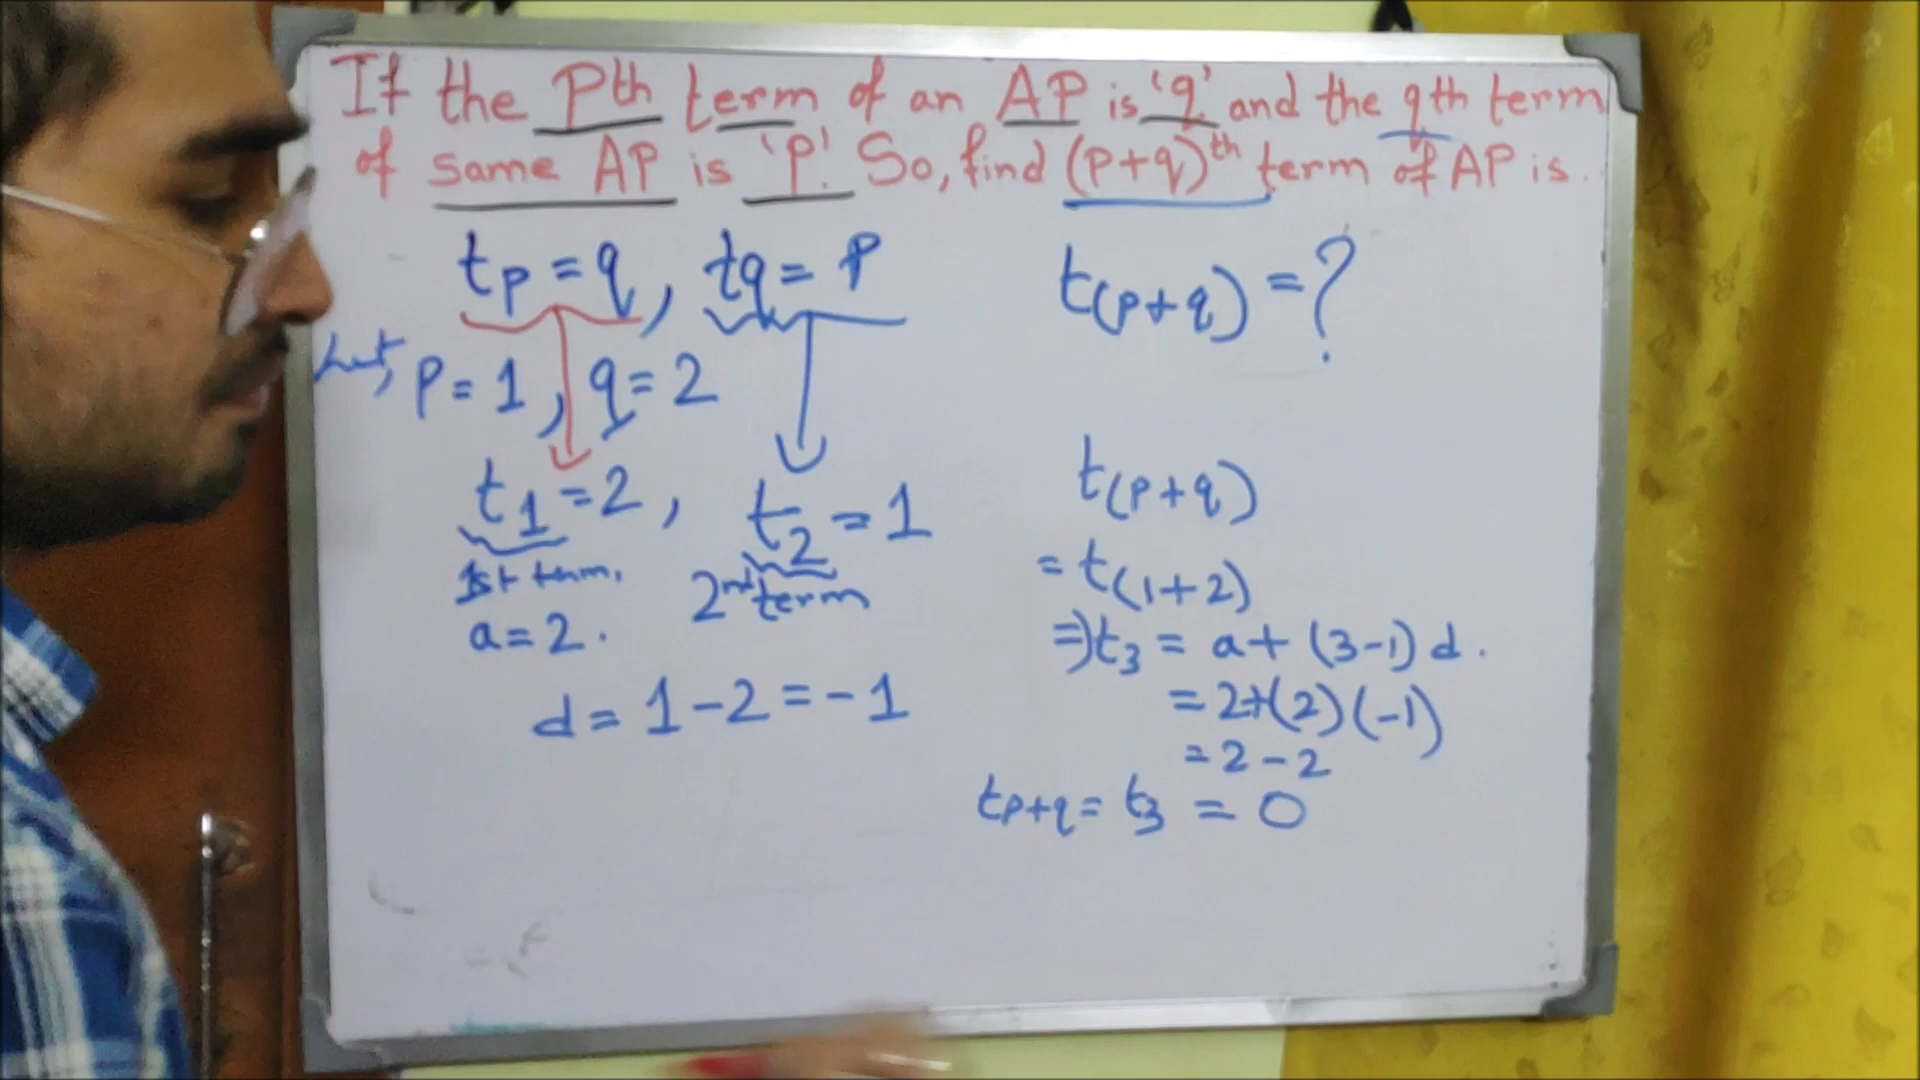 If the Pth term of an AP is 'q' and the qth term
of same AP is 'P'. So, find (p+q)th term of AP is.
tp = q, tq = P
t(p+q) = ?
Let, p = 1, q = 2
t1 = 2, t2 = 1
1st term. 2nd term
a = 2.
d = 1 - 2 = -1
t(p+q)
= t(1+2)
⇒ t3 = a + (3-1) d.
= 2+(2)(-1)
= 2 - 2
tp+q = t3 = 0